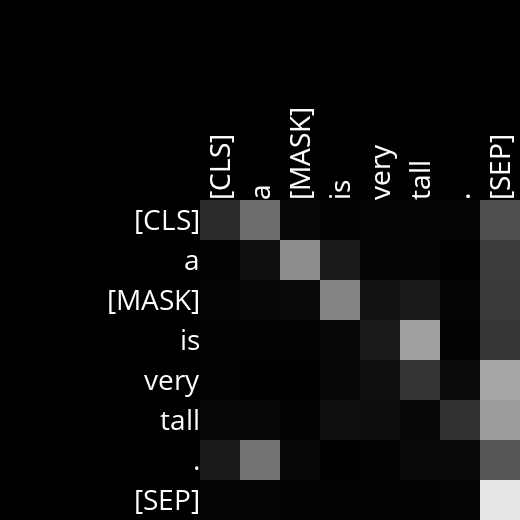 [CLS] a [MASK] is very tall . [SEP]
[CLS]
a
[MASK]
is
very
tall
.
[SEP]